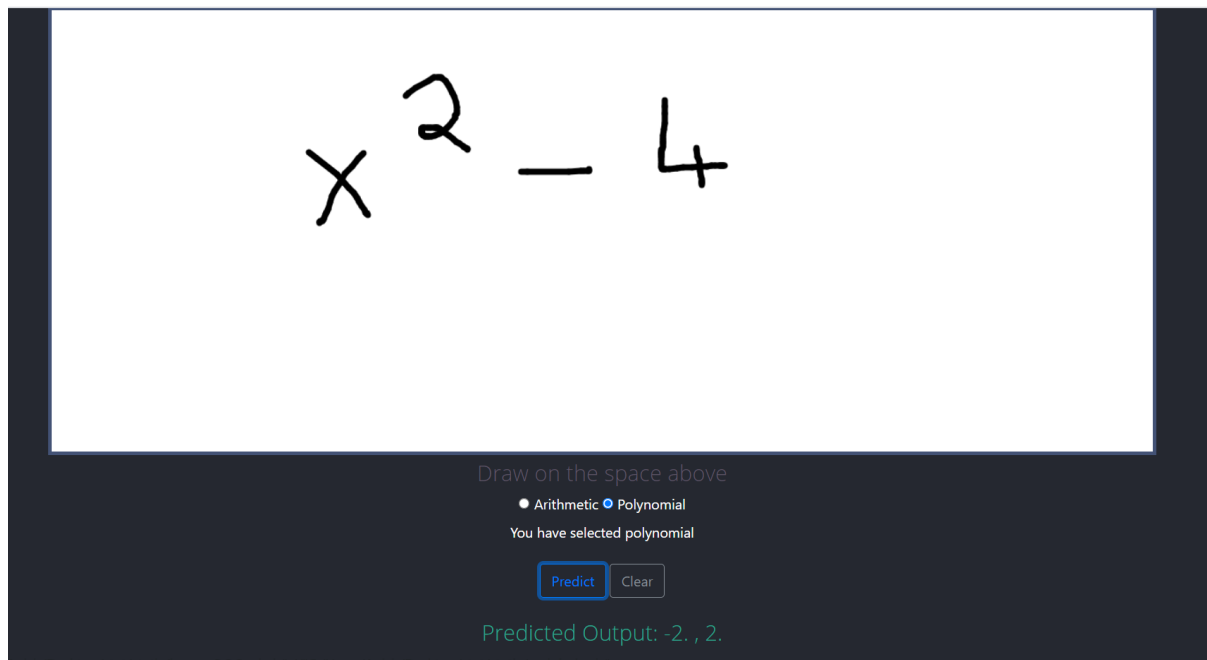 x² - 4
Draw on the space above
Arithmetic Polynomial
You have selected polynomial
Predict Clear
Predicted Output: -2. , 2.